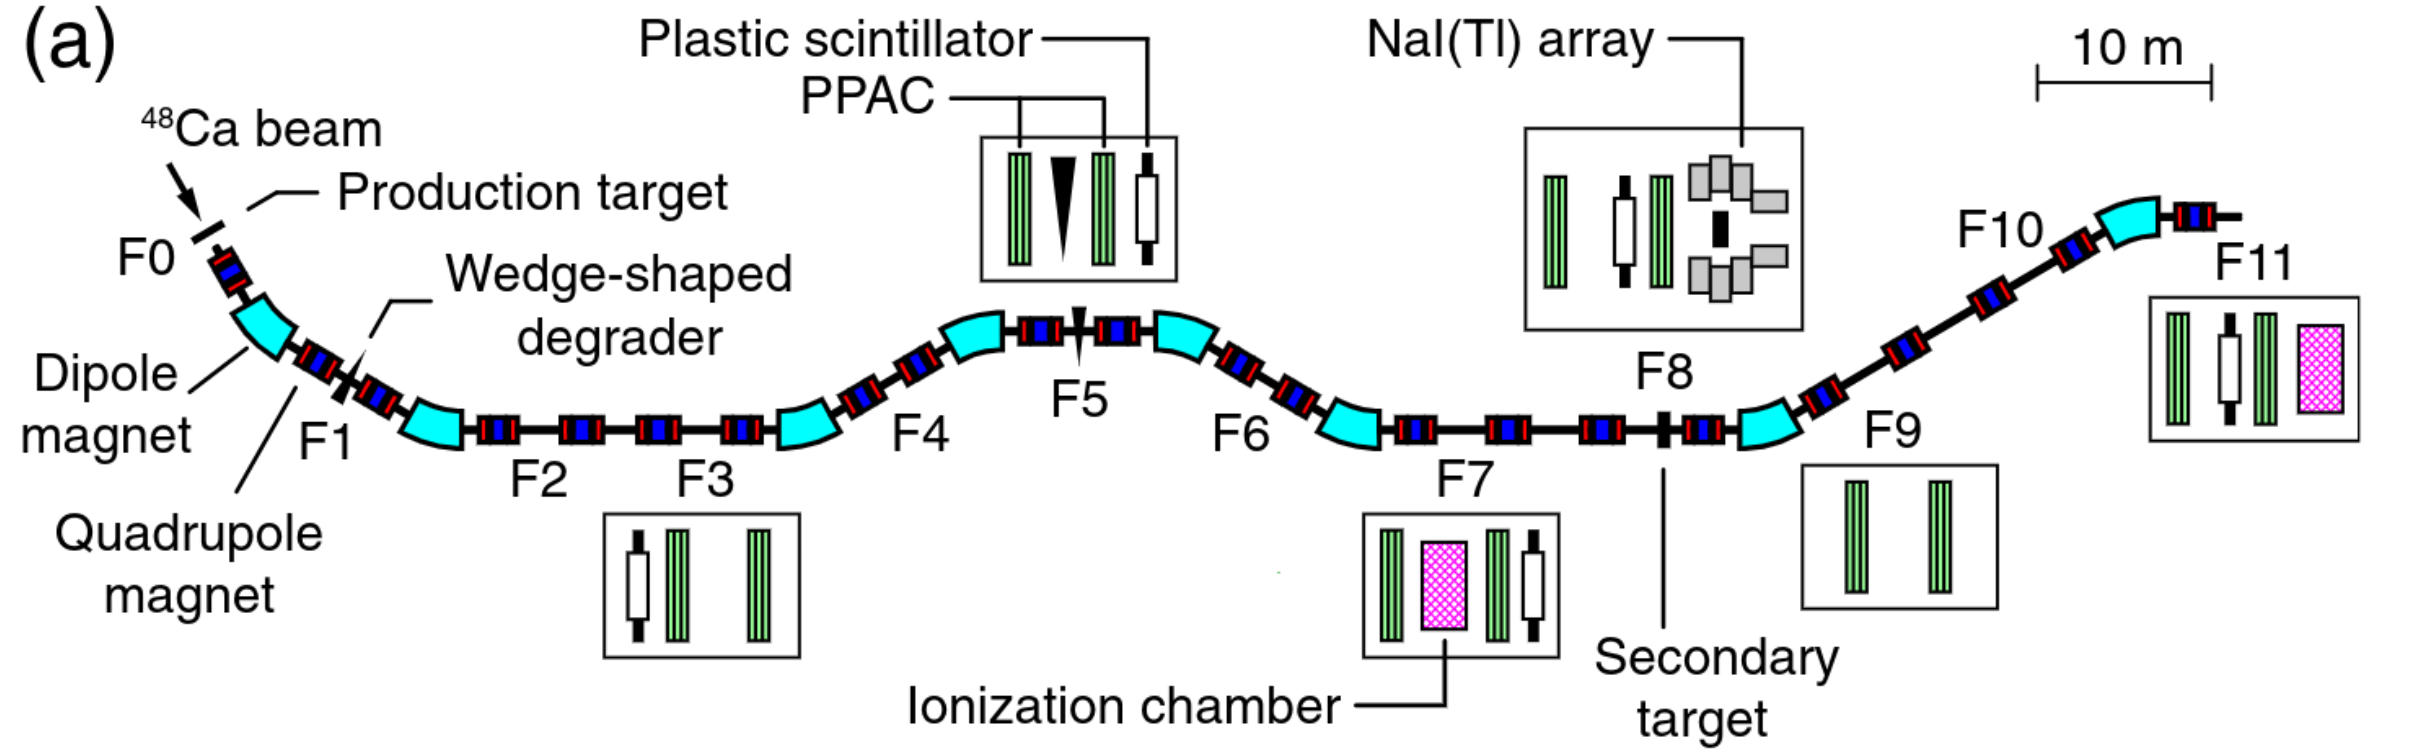 (a)
Plastic scintillator
PPAC
NaI(Tl) array
10 m
⁴⁸Ca beam
Production target
F0
Wedge-shaped
degrader
Dipole
magnet
F1
Quadrupole
magnet
F2
F3
F4
F5
F6
F7
F8
F9
F10
F11
Ionization chamber
Secondary
target